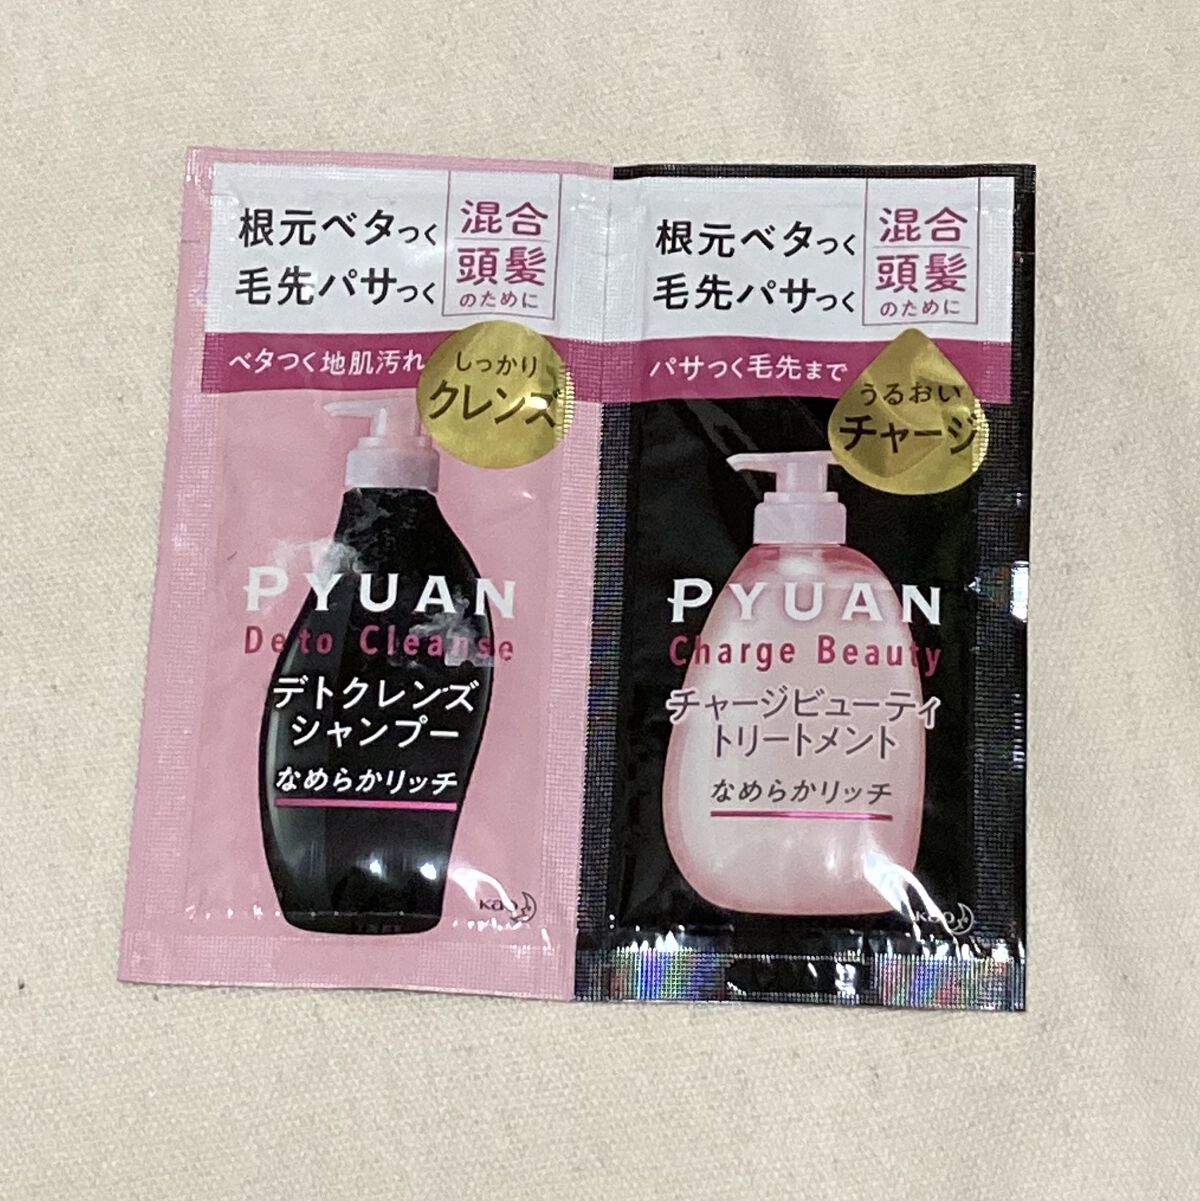 根元ベタつく
毛先パサつく
混合
頭髪
のために
ベタつく地肌汚れ
しっかり
クレンズ
PYUAN
Deto Cleanse
デトクレンズ
シャンプー
なめらかリッチ
Kao
根元ベタつく
毛先パサつく
混合
頭髪
のために
パサつく毛先まで
うるおい
チャージ
PYUAN
Charge Beauty
チャージビューティ
トリートメント
なめらかリッチ
Kao